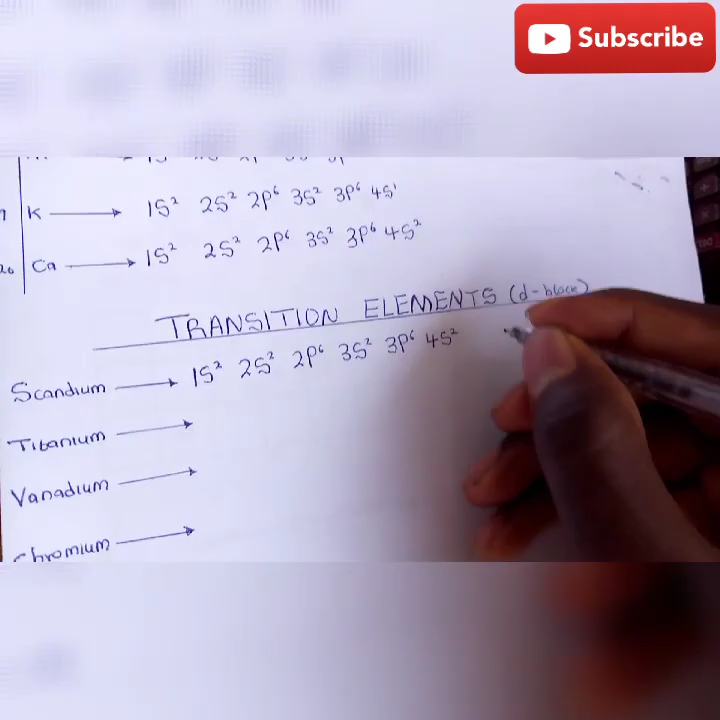 Subscribe
K → 1S² 2S² 2P⁶ 3S² 3P⁶ 4S¹
20 Ca → 1S² 2S² 2P⁶ 3S² 3P⁶ 4S²
TRANSITION ELEMENTS (d-block)
Scandium → 1S² 2S² 2P⁶ 3S² 3P⁶ 4S²
Titanium →
Vanadium →
Chromium →